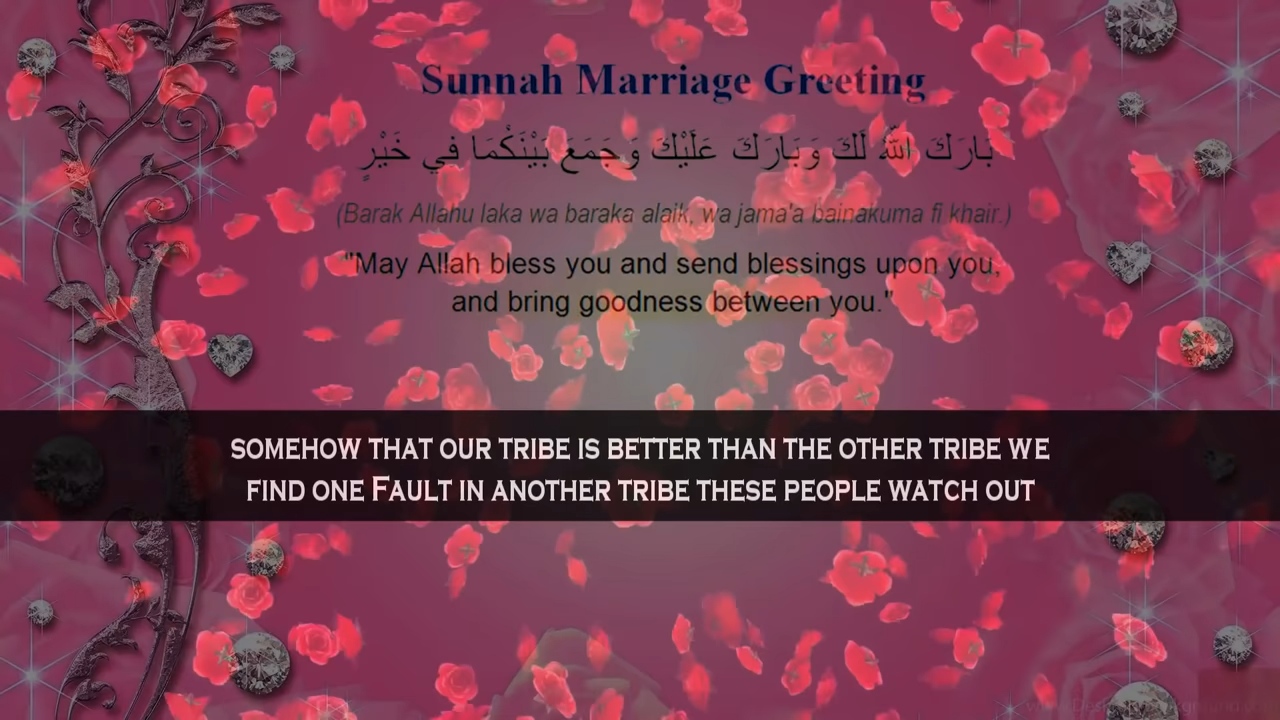 Sunnah Marriage Greeting
بَارَكَ اللهُ لَكَ وَبَارَكَ عَلَيْكَ وَجَمَعَ بَيْنَكُمَا في خَيْرٍ
(Barak Allahu laka wa baraka alaik, wa jama'a bainakuma fi khair.)
"May Allah bless you and send blessings upon you,
and bring goodness between you."
SOMEHOW THAT OUR TRIBE IS BETTER THAN THE OTHER TRIBE WE
FIND ONE FAULT IN ANOTHER TRIBE THESE PEOPLE WATCH OUT